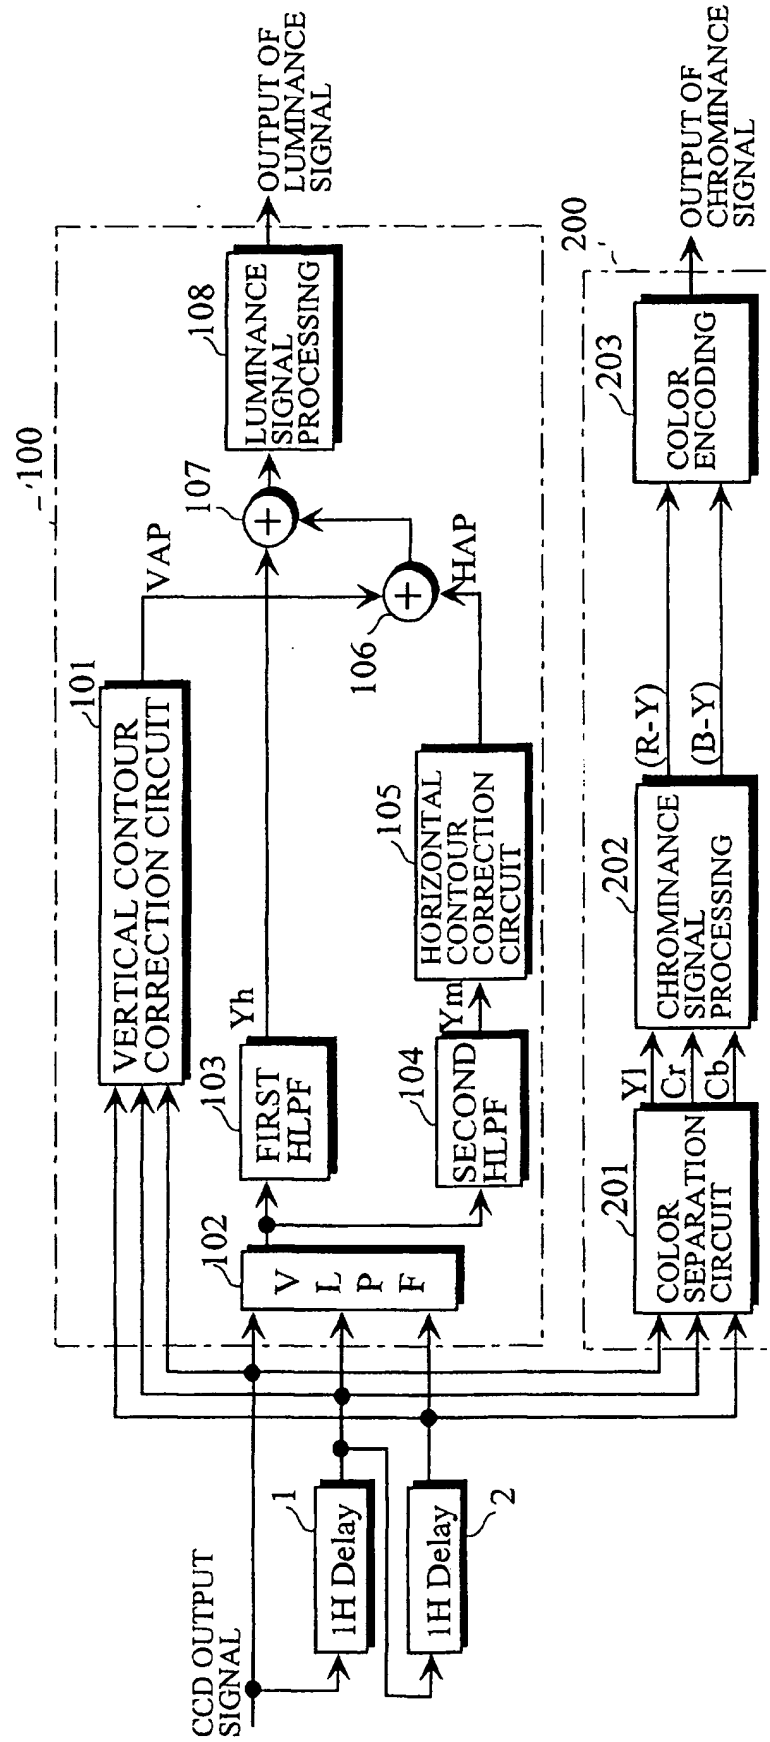 CCD OUTPUT
SIGNAL
1H Delay
1
1H Delay
2
100
VERTICAL CONTOUR
CORRECTION CIRCUIT
101
VAP
V
L
P
F
102
FIRST
HLPF
103
Yh
SECOND
HLPF
104
Ym
HORIZONTAL
CONTOUR
CORRECTION
CIRCUIT
105
HAP
+
106
+
107
LUMINANCE
SIGNAL
PROCESSING
108
OUTPUT OF
LUMINANCE
SIGNAL
200
COLOR
SEPARATION
CIRCUIT
201
Yl
Cr
Cb
CHROMINANCE
SIGNAL
PROCESSING
202
(R-Y)
(B-Y)
COLOR
ENCODING
203
OUTPUT OF
CHROMINANCE
SIGNAL